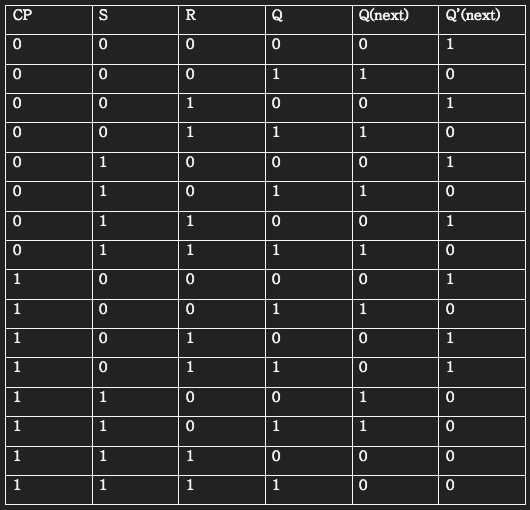 CP S R Q Q(next) Q'(next)
0 0 0 0 0 1
0 0 0 1 1 0
0 0 1 0 0 1
0 0 1 1 1 0
0 1 0 0 0 1
0 1 0 1 1 0
0 1 1 0 0 1
0 1 1 1 1 0
1 0 0 0 0 1
1 0 0 1 1 0
1 0 1 0 0 1
1 0 1 1 0 1
1 1 0 0 1 0
1 1 0 1 1 0
1 1 1 0 0 0
1 1 1 1 0 0